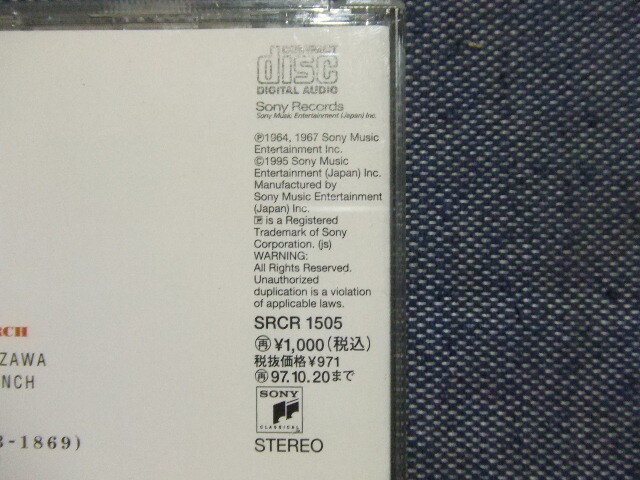 COMPACT
disc
DIGITAL AUDIO
Sony Records
Sony Music Entertainment (Japan) Inc.
℗1964, 1967 Sony Music
Entertainment Inc.
©1995 Sony Music
Entertainment (Japan) Inc.
Manufactured by
Sony Music Entertainment
(Japan) Inc.
is a Registered
Trademark of Sony
Corporation. (js)
WARNING:
All Rights Reserved.
Unauthorized
duplication is a violation
of applicable laws.
RCH
SRCR 1505
ZAWA
㊢¥1,000(税込)
税抜価格¥971
NCH
再97.10.20まで
SONY
CLASSICAL
3-1869)
STEREO